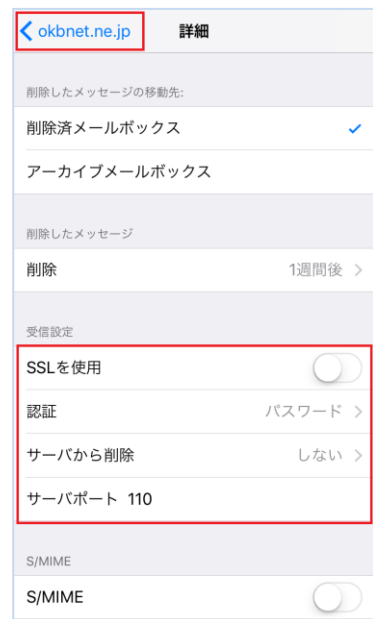 okbnet.ne.jp 詳細
削除したメッセージの移動先:
削除済メールボックス
アーカイブメールボックス
削除したメッセージ
削除 1週間後
受信設定
SSLを使用
認証 パスワード
サーバから削除 しない
サーバポート 110
S/MIME
S/MIME